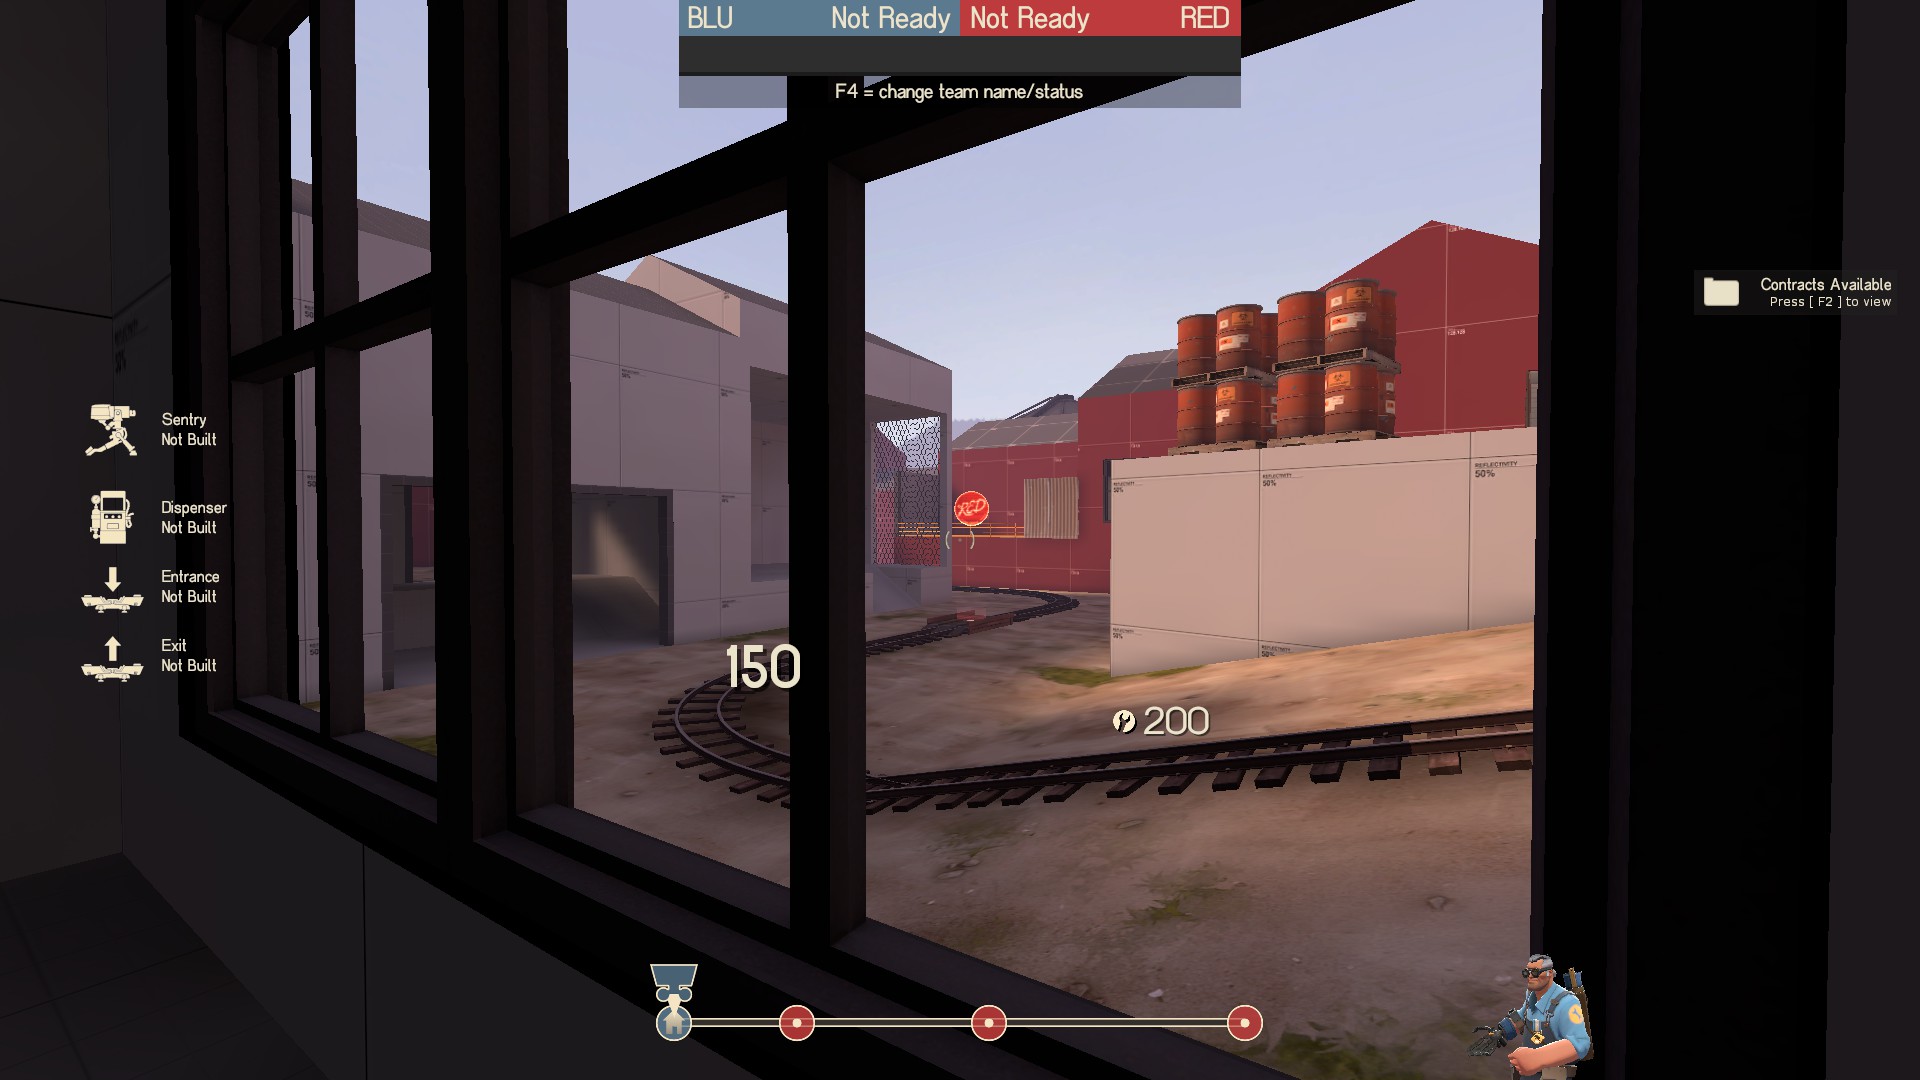 BLU Not Ready Not Ready RED
F4 = change team name/status
Contracts Available
Press [ F2 ] to view
Sentry
Not Built
Dispenser
Not Built
Entrance
Not Built
Exit
Not Built
RED
REFLECTIVITY
50%
REFLECTIVITY
50%
150
200